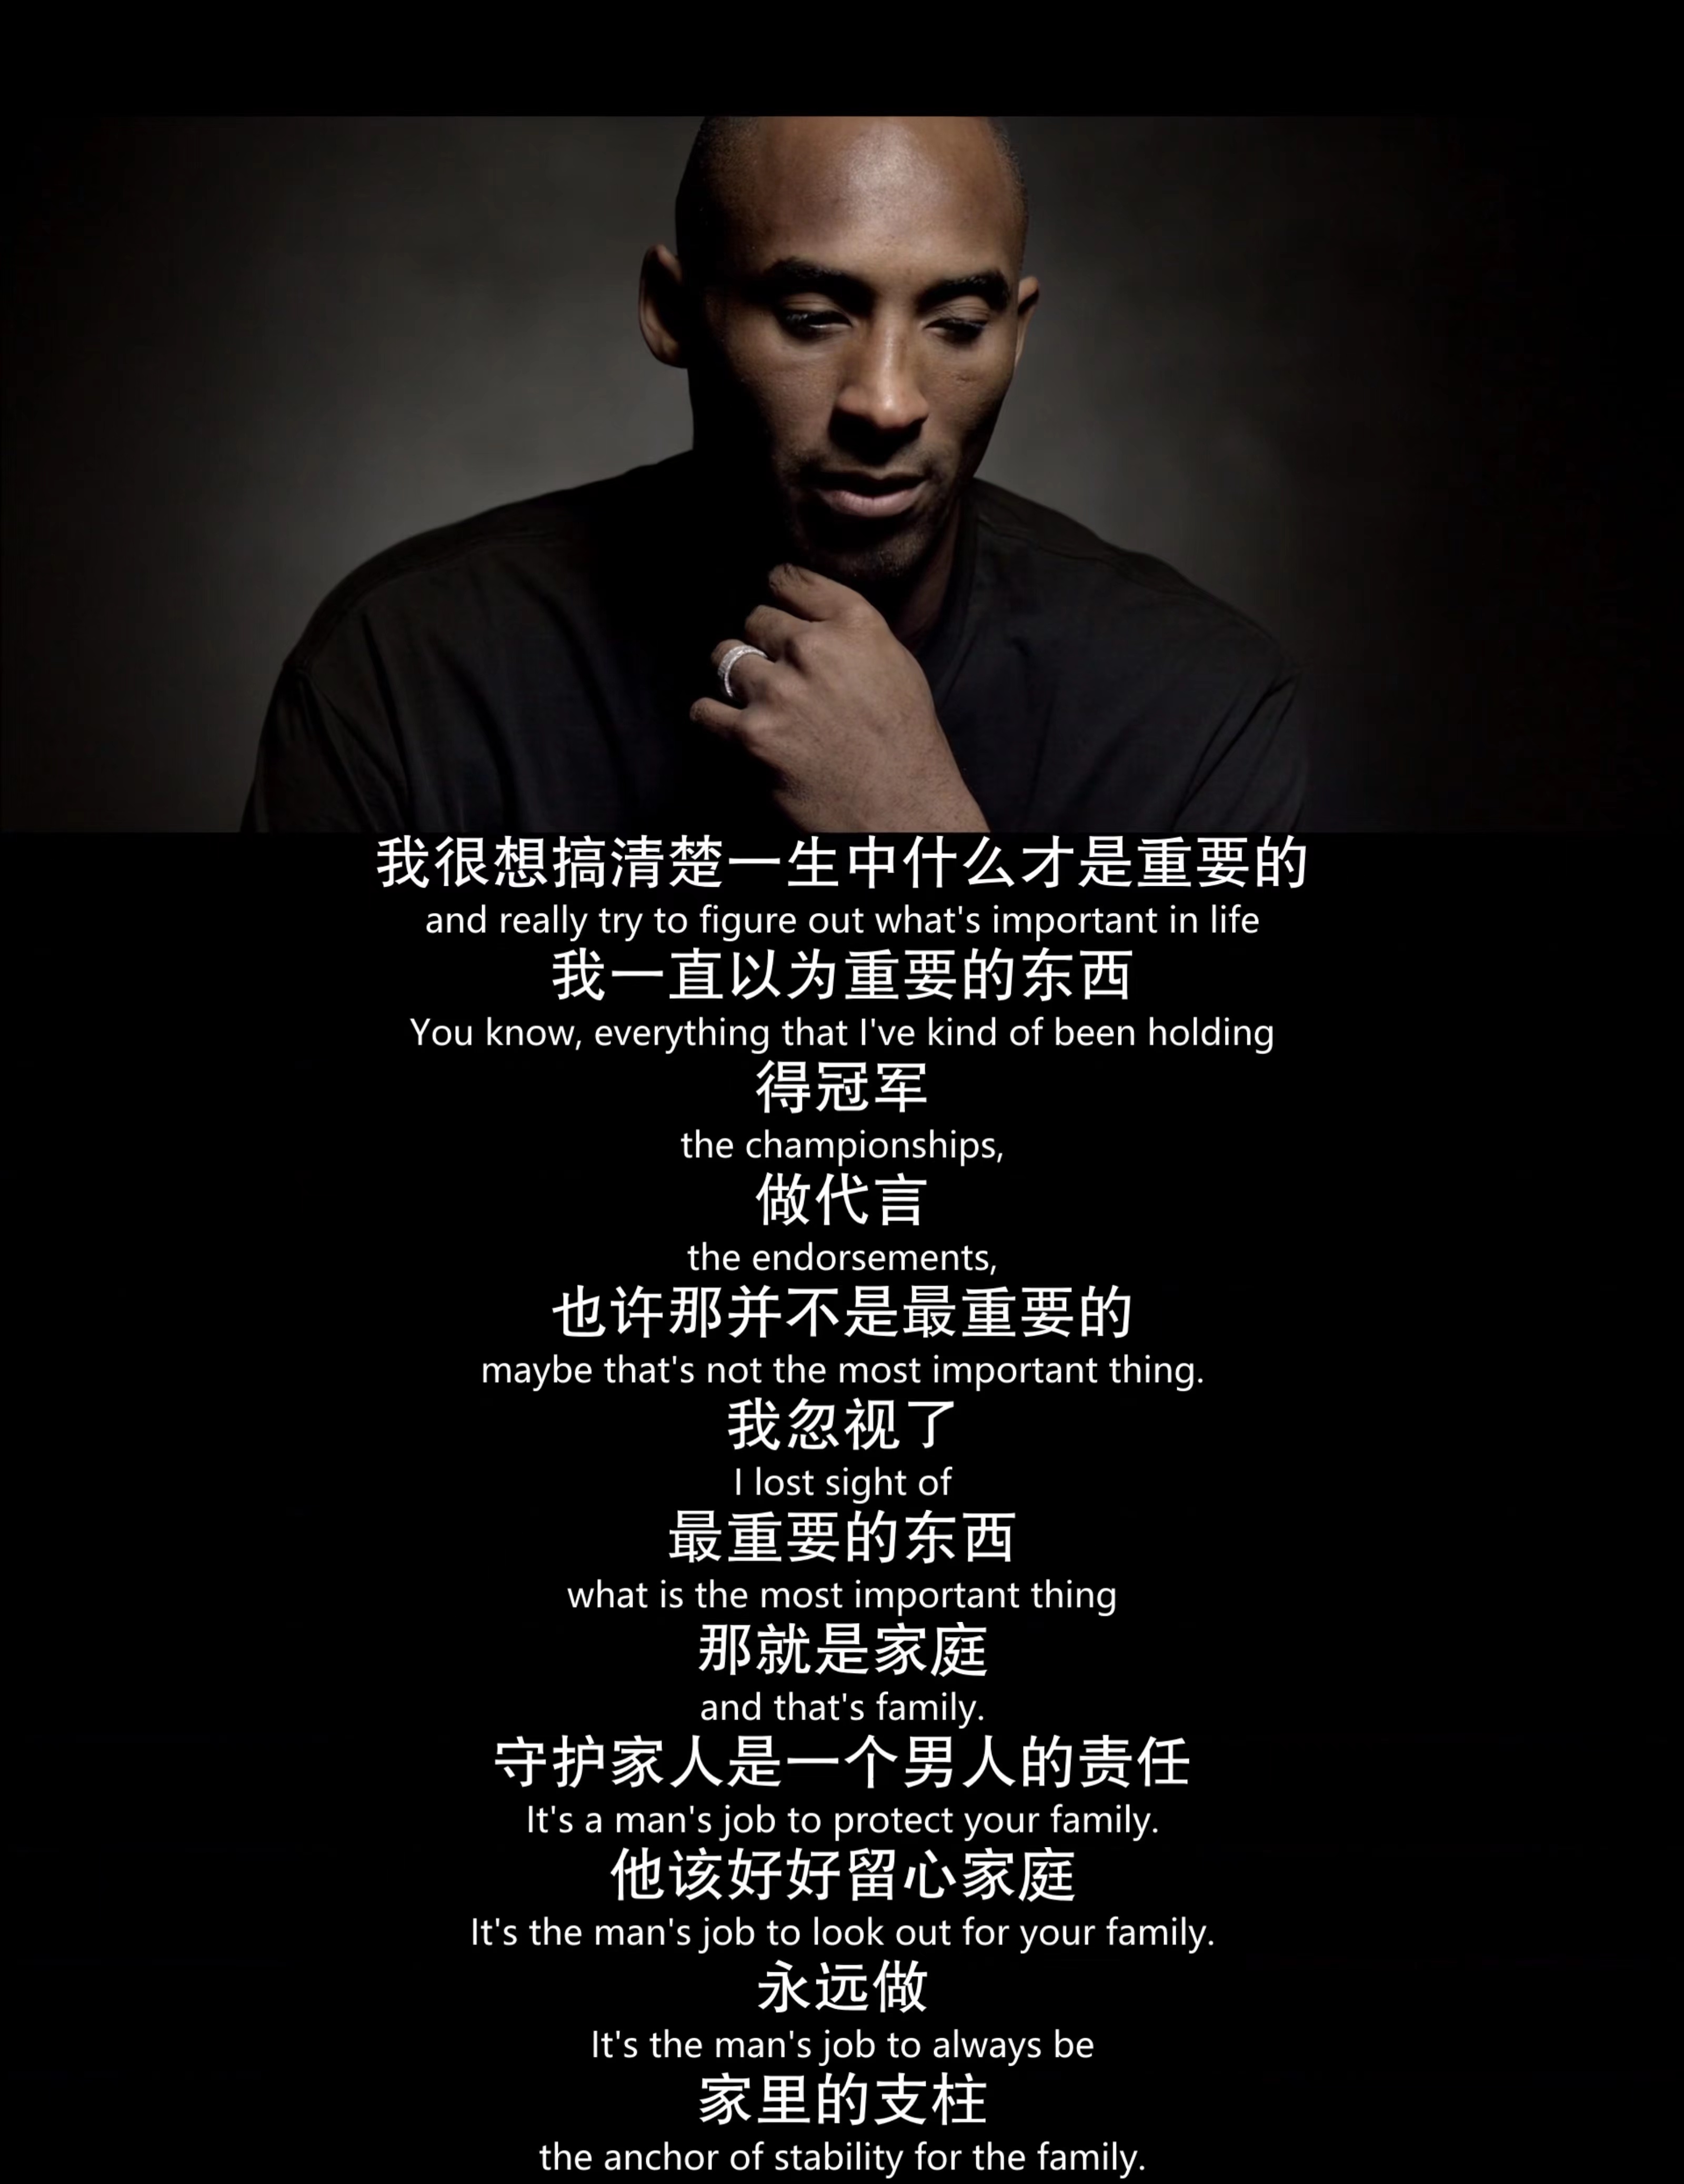 我很想搞清楚一生中什么才是重要的
and really try to figure out what's important in life
我一直以为重要的东西
You know, everything that I've kind of been holding
得冠军
the championships,
做代言
the endorsements,
也许那并不是最重要的
maybe that's not the most important thing.
我忽视了
I lost sight of
最重要的东西
what is the most important thing
那就是家庭
and that's family.
守护家人是一个男人的责任
It's a man's job to protect your family.
他该好好留心家庭
It's the man's job to look out for your family.
永远做
It's the man's job to always be
家里的支柱
the anchor of stability for the family.